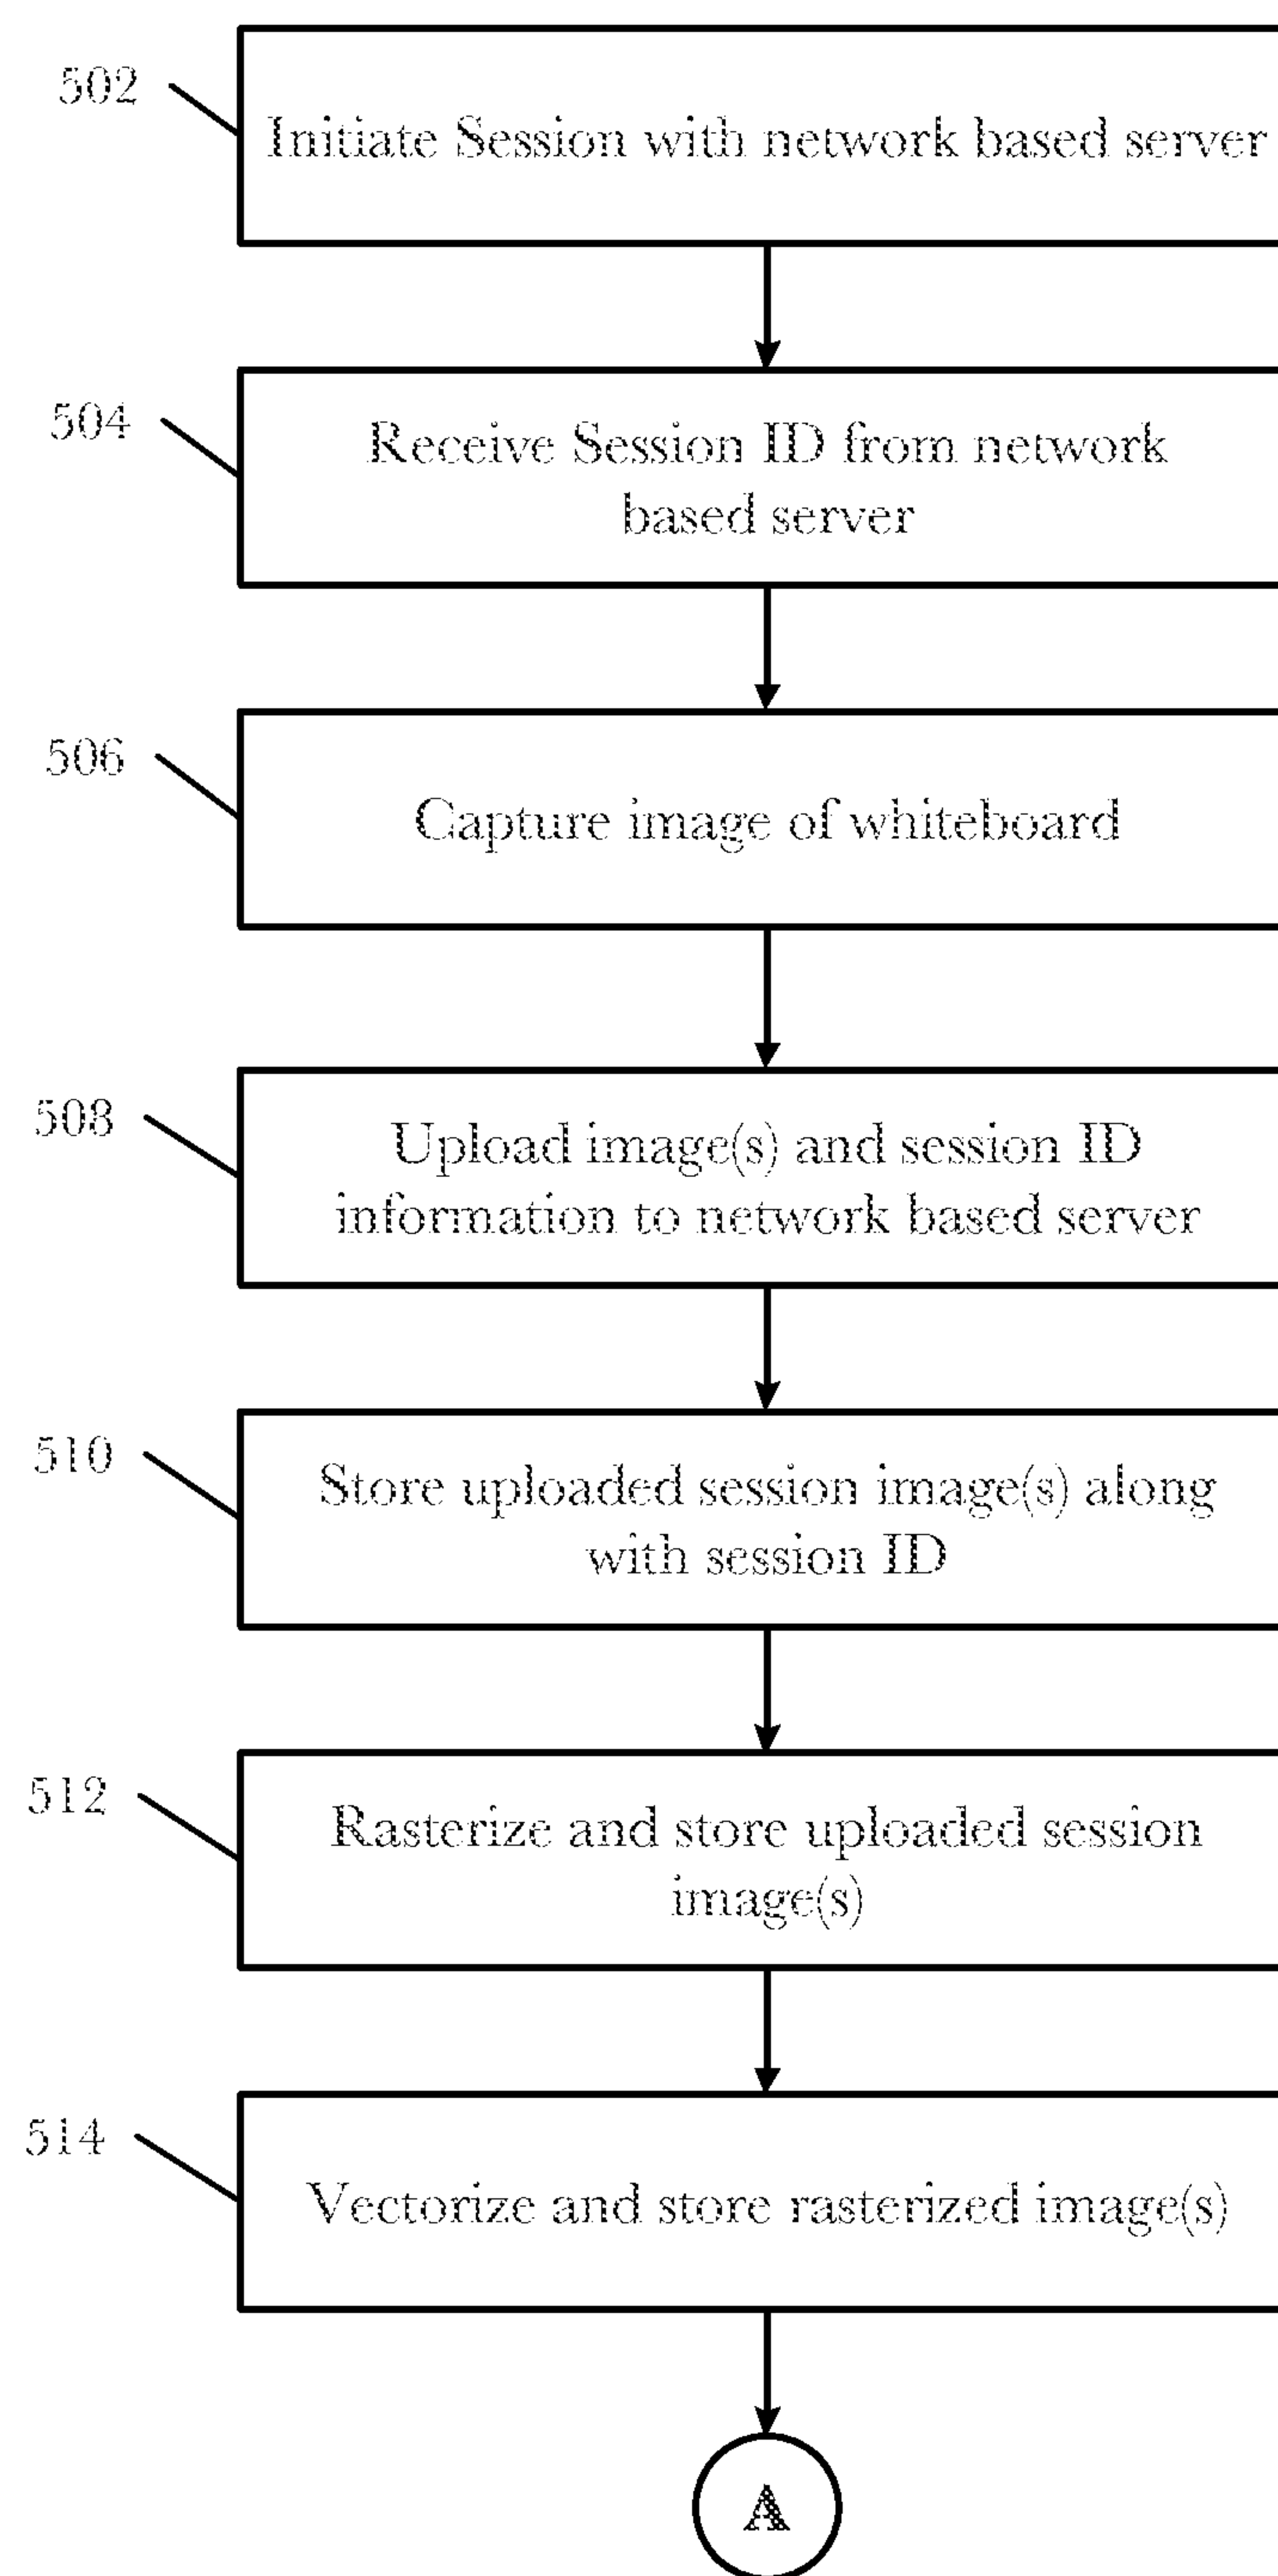 502
Initiate Session with network based server
504
Receive Session ID from network
based server
506
Capture image of whiteboard
508
Upload image(s) and session ID
information to network based server
510
Store uploaded session image(s) along
with session ID
512
Rasterize and store uploaded session
image(s)
514
Vectorize and store rasterized image(s)
A